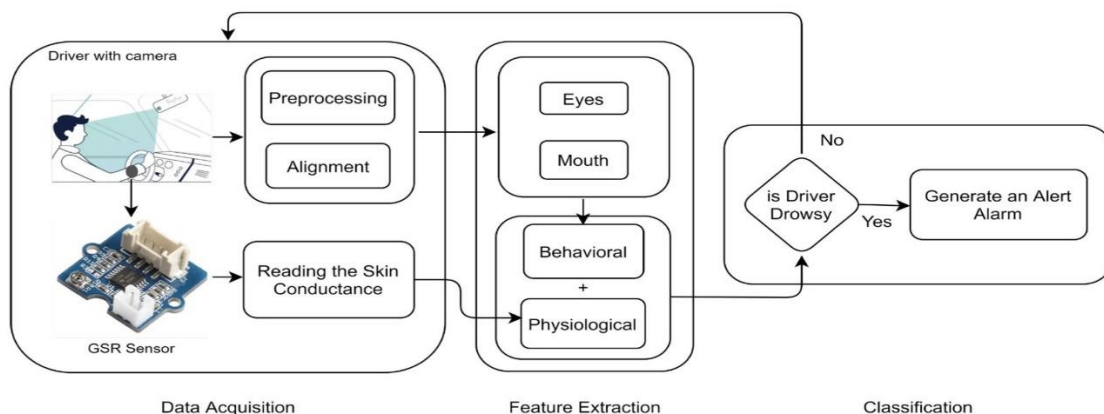 Driver with camera
Preprocessing
Alignment
GSR Sensor
Reading the Skin
Conductance
Eyes
Mouth
Behavioral
+
Physiological
is Driver
Drowsy
No
Yes
Generate an Alert
Alarm
Data Acquisition
Feature Extraction
Classification